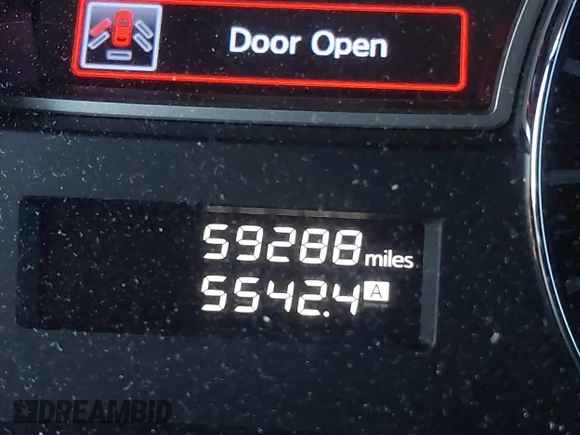 Door Open
59288 miles
5542.4 A
DREAMBID